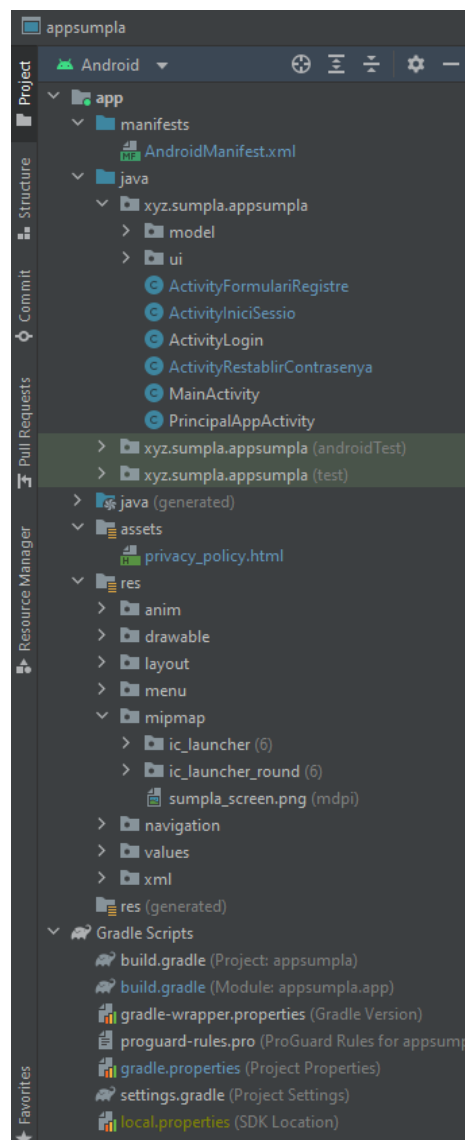 appsumpla
Project
Android
app
manifests
AndroidManifest.xml
java
xyz.sumpla.appsumpla
model
ui
ActivityFormulariRegistre
ActivityIniciSessio
ActivityLogin
ActivityRestablirContrasenya
MainActivity
PrincipalAppActivity
xyz.sumpla.appsumpla (androidTest)
xyz.sumpla.appsumpla (test)
java (generated)
assets
privacy_policy.html
res
anim
drawable
layout
menu
mipmap
ic_launcher (6)
ic_launcher_round (6)
sumpla_screen.png (mdpi)
navigation
values
xml
res (generated)
Gradle Scripts
build.gradle (Project: appsumpla)
build.gradle (Module: appsumpla.app)
gradle-wrapper.properties (Gradle Version)
proguard-rules.pro (ProGuard Rules for appsump
gradle.properties (Project Properties)
settings.gradle (Project Settings)
local.properties (SDK Location)
Structure
Commit
Pull Requests
Resource Manager
Favorites
MF
C
C
C
C
C
C
H